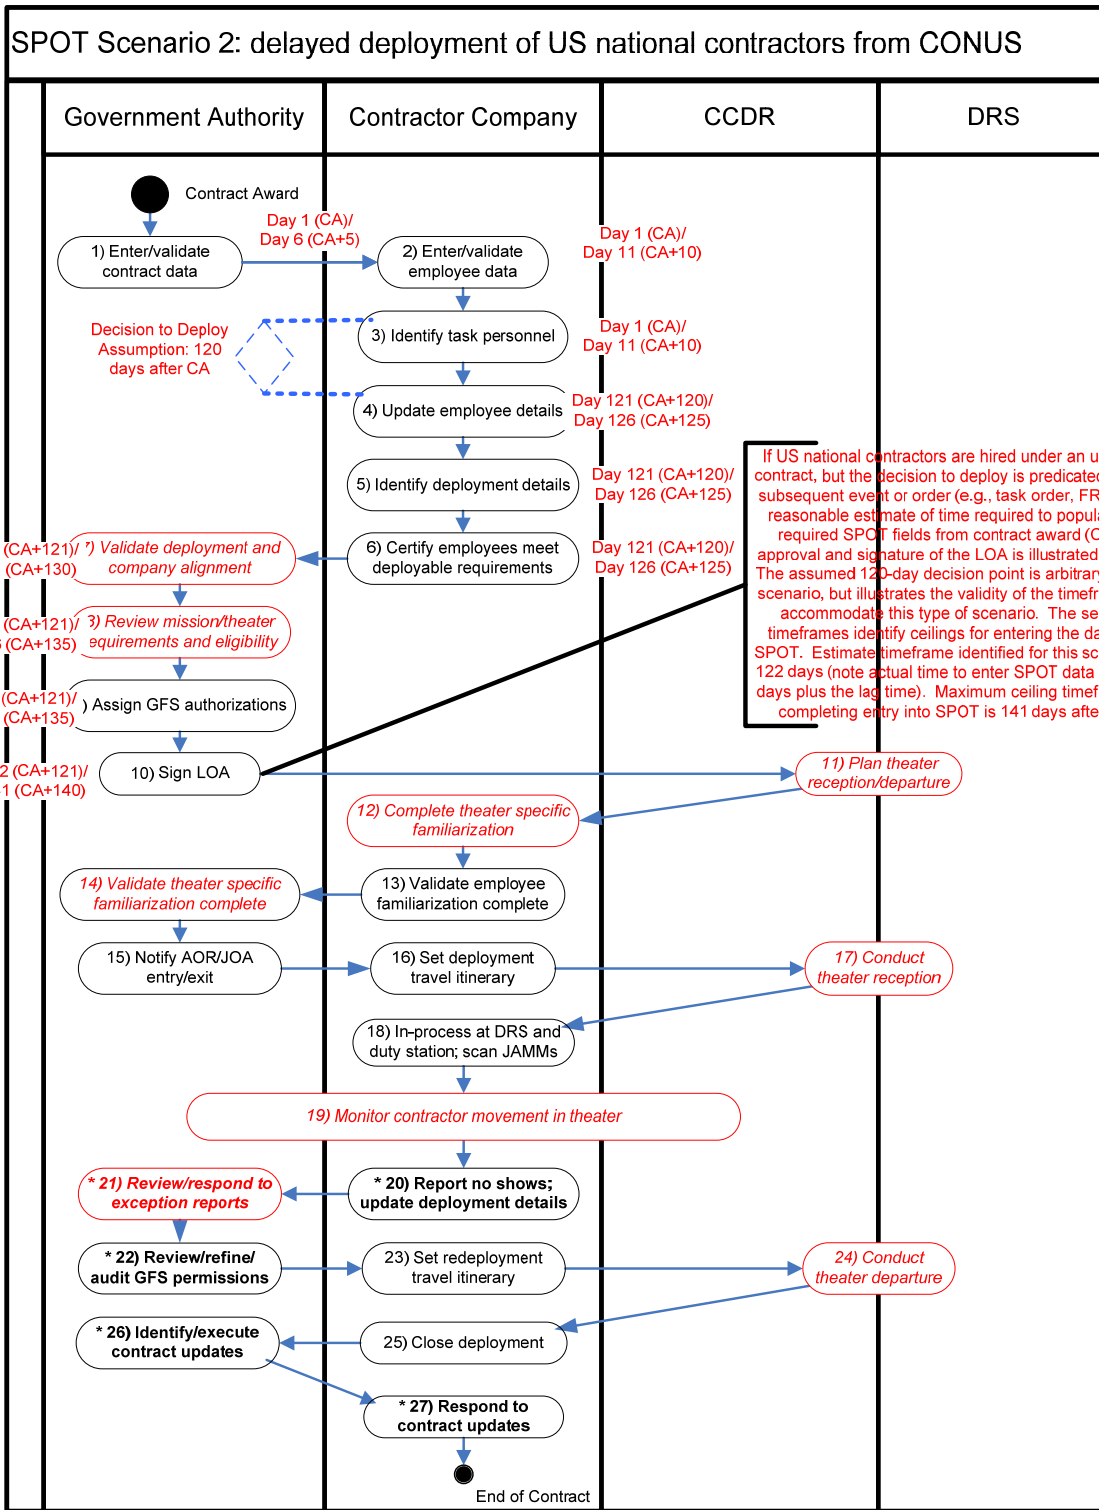 SPOT Scenario 2: delayed deployment of US national contractors from CONUS
Government Authority
Contractor Company
CCDR
DRS
Contract Award
Day 1 (CA)/
Day 6 (CA+5)
Day 1 (CA)/
Day 11 (CA+10)
1) Enter/validate
contract data
2) Enter/validate
employee data
Decision to Deploy
Assumption: 120
days after CA
3) Identify task personnel
Day 1 (CA)/
Day 11 (CA+10)
4) Update employee details
Day 121 (CA+120)/
Day 126 (CA+125)
5) Identify deployment details
Day 121 (CA+120)/
Day 126 (CA+125)
If US national contractors are hired under an
contract, but the decision to deploy is predicated
subsequent event or order (e.g., task order,
reasonable estimate of time required to
required SPOT fields from contract award
approval and signature of the LOA is illustrated
The assumed 120-day decision point is arbitrary
scenario, but illustrates the validity of the
accommodate this type of scenario. The
timeframes identify ceilings for entering the
SPOT. Estimate timeframe identified for this
122 days (note actual time to enter SPOT data
days plus the lag time). Maximum ceiling
completing entry into SPOT is 141 days
(CA+121)/
(CA+130)
) Validate deployment and
company alignment
6) Certify employees meet
deployable requirements
Day 121 (CA+120)/
Day 126 (CA+125)
(CA+121)/
(CA+135)
) Review mission/theater
requirements and eligibility
(CA+121)/
(CA+135)
) Assign GFS authorizations
2 (CA+121)/
1 (CA+140)
10) Sign LOA
11) Plan theater
reception/departure
12) Complete theater specific
familiarization
14) Validate theater specific
familiarization complete
13) Validate employee
familiarization complete
15) Notify AOR/JOA
entry/exit
16) Set deployment
travel itinerary
17) Conduct
theater reception
18) In-process at DRS and
duty station; scan JAMMs
19) Monitor contractor movement in theater
* 21) Review/respond to
exception reports
* 20) Report no shows;
update deployment details
* 22) Review/refine/
audit GFS permissions
23) Set redeployment
travel itinerary
24) Conduct
theater departure
* 26) Identify/execute
contract updates
25) Close deployment
* 27) Respond to
contract updates
End of Contract